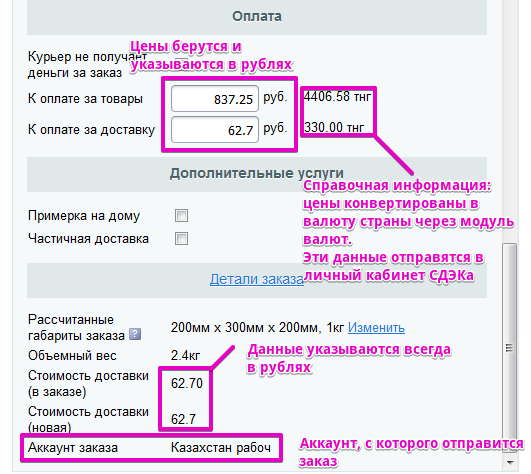 Оплата
Курьер не получает
деньги за заказ
Цены берутся и
указываются в рублях
К оплате за товары 837.25 руб. 4406.58 тнг
К оплате за доставку 62.7 руб. 330.00 тнг
Дополнительные услуги
Справочная информация:
цены конвертированы в
валюту страны через модуль
валют.
Эти данные отправятся в
личный кабинет СДЭКа
Примерка на дому
Частичная доставка
Детали заказа
Рассчитанные
габариты заказа ? 200мм x 300мм x 200мм, 1кг Изменить
Объемный вес 2.4кг
Данные указываются всегда
в рублях
Стоимость доставки
(в заказе) 62.70
Стоимость доставки
(новая) 62.7
Аккаунт заказа Казахстан рабоч
Аккаунт, с которого отправится
заказ